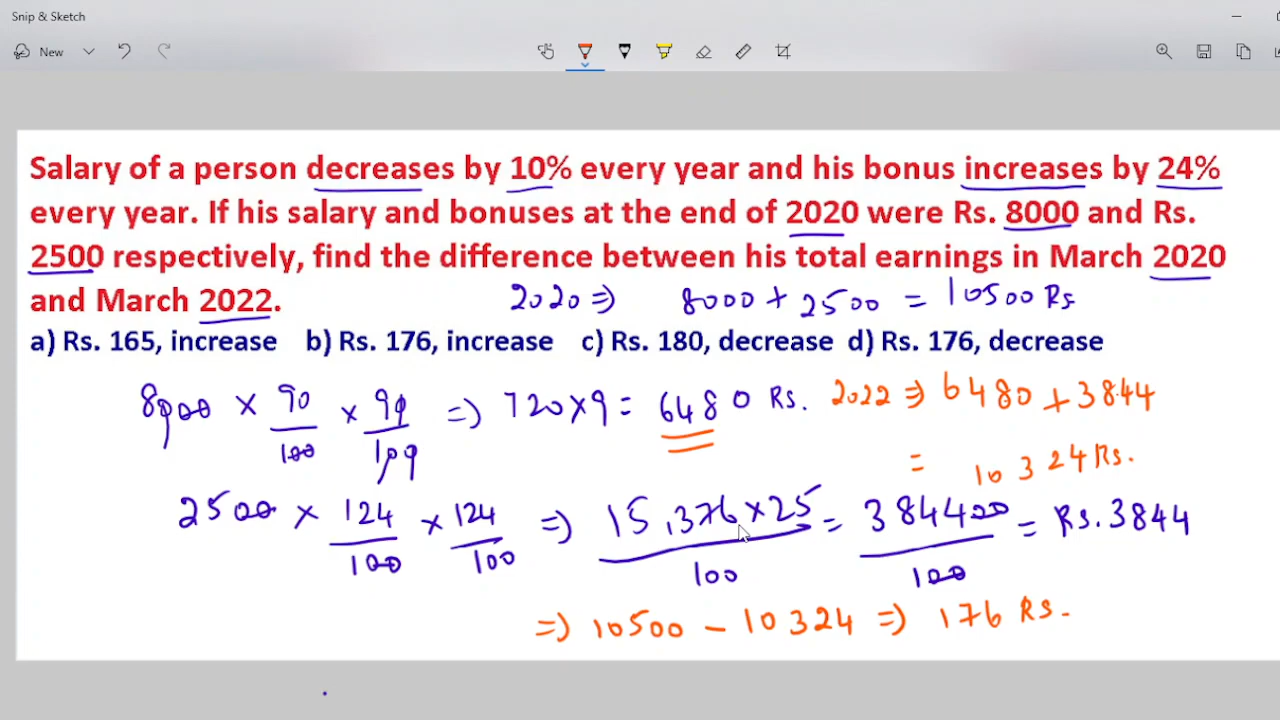 Snip & Sketch
New
Salary of a person decreases by 10% every year and his bonus increases by 24%
every year. If his salary and bonuses at the end of 2020 were Rs. 8000 and Rs.
2500 respectively, find the difference between his total earnings in March 2020
and March 2022.
2020 ⇒ 8000 + 2500 = 10500 Rs
a) Rs. 165, increase b) Rs. 176, increase c) Rs. 180, decrease d) Rs. 176, decrease
8000 × 90/100 × 90/100 ⇒ 720 × 9 = 6480 Rs.
2022 ⇒ 6480 + 3844
= 10324 Rs.
2500 × 124/100 × 124/100 ⇒ 15,376 × 25/100 = 384400/100 = Rs. 3844
⇒ 10500 – 10324 ⇒ 176 Rs.